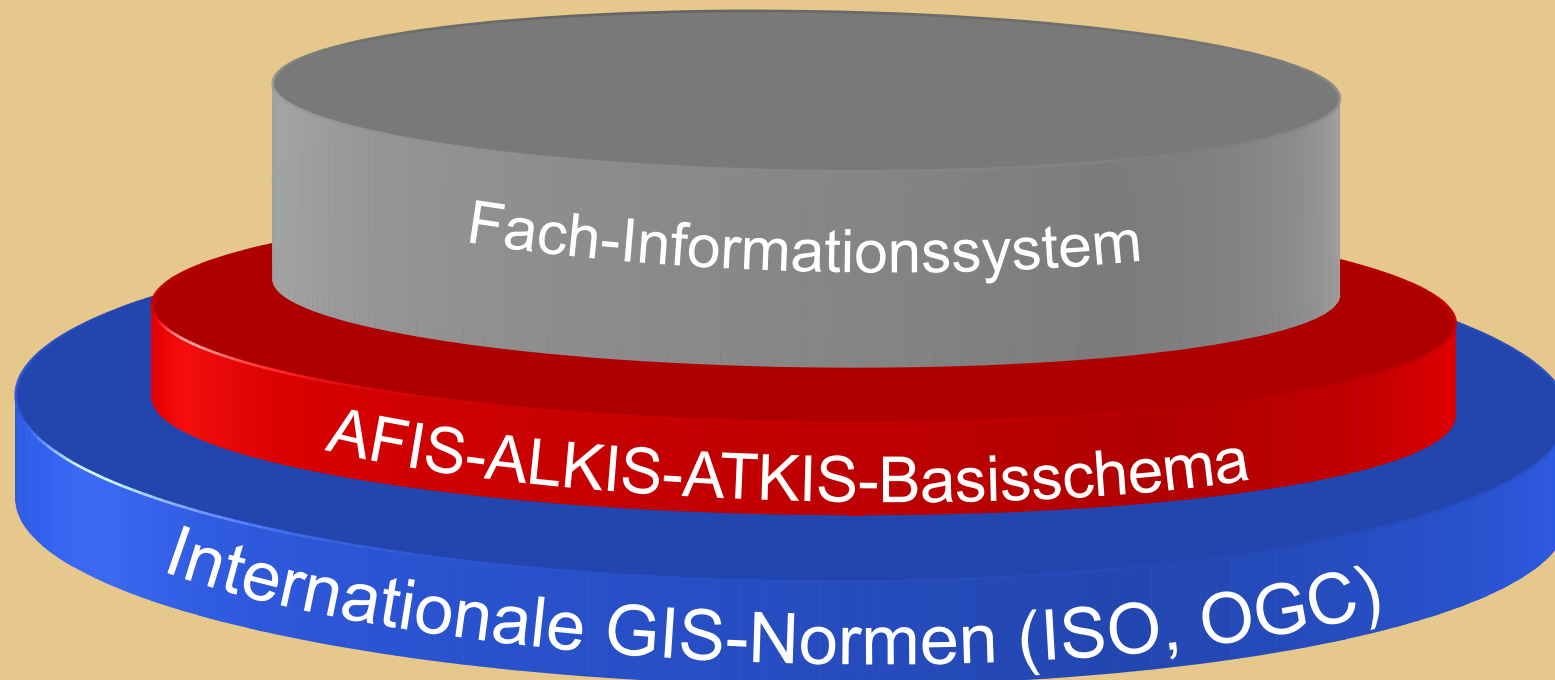 Fach-Informationssystem
AFIS-ALKIS-ATKIS-Basisschema
Internationale GIS-Normen (ISO, OGC)